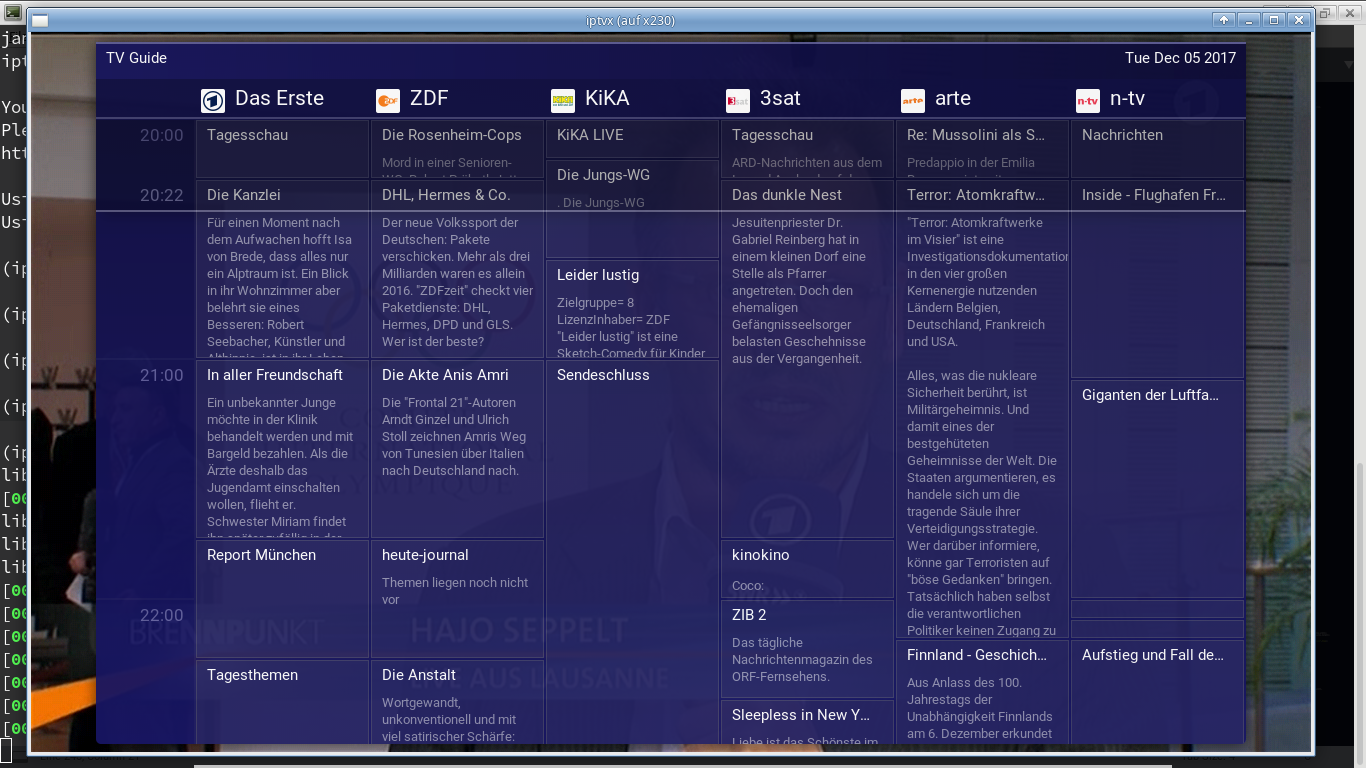 iptvx (auf x230)
TV Guide
Tue Dec 05 2017
Das Erste
ZDF
KiKA
3sat
arte
n-tv
20:00
20:22
21:00
22:00
Tagesschau
Die Kanzlei
Für einen Moment nach
dem Aufwachen hofft Isa
von Brede, dass alles nur
ein Alptraum ist. Ein Blick
in ihr Wohnzimmer aber
belehrt sie eines
Besseren: Robert
Seebacher, Künstler und
In aller Freundschaft
Ein unbekannter Junge
möchte in der Klinik
behandelt werden und mit
Bargeld bezahlen. Als die
Ärzte deshalb das
Jugendamt einschalten
wollen, flieht er.
Schwester Miriam findet
Report München
Tagesthemen
Die Rosenheim-Cops
Mord in einer Senioren-
DHL, Hermes & Co.
Der neue Volkssport der
Deutschen: Pakete
verschicken. Mehr als drei
Milliarden waren es allein
2016. "ZDFzeit" checkt vier
Paketdienste: DHL,
Hermes, DPD und GLS.
Wer ist der beste?
Die Akte Anis Amri
Die "Frontal 21"-Autoren
Arndt Ginzel und Ulrich
Stoll zeichnen Amris Weg
von Tunesien über Italien
nach Deutschland nach.
heute-journal
Themen liegen noch nicht
vor
Die Anstalt
Wortgewandt,
unkonventionell und mit
viel satirischer Schärfe:
KiKA LIVE
Die Jungs-WG
. Die Jungs-WG
Leider lustig
Zielgruppe= 8
LizenzInhaber= ZDF
"Leider lustig" ist eine
Sketch-Comedy für Kinder
Sendeschluss
Tagesschau
ARD-Nachrichten aus dem
Das dunkle Nest
Jesuitenpriester Dr.
Gabriel Reinberg hat in
einem kleinen Dorf eine
Stelle als Pfarrer
angetreten. Doch den
ehemaligen
Gefängnisseelsorger
belasten Geschehnisse
aus der Vergangenheit.
kinokino
Coco:
ZIB 2
Das tägliche
Nachrichtenmagazin des
ORF-Fernsehens.
Sleepless in New Y...
Liebe ist das Schönste im
Re: Mussolini als S...
Predappio in der Emilia
Terror: Atomkraftw...
"Terror: Atomkraftwerke
im Visier" ist eine
Investigationsdokumentation
in den vier großen
Kernenergie nutzenden
Ländern Belgien,
Deutschland, Frankreich
und USA.
Alles, was die nukleare
Sicherheit berührt, ist
Militärgeheimnis. Und
damit eines der
bestgehüteten
Geheimnisse der Welt. Die
Staaten argumentieren, es
handele sich um die
tragende Säule ihrer
Verteidigungsstrategie.
Wer darüber informiere,
könne gar Terroristen auf
"böse Gedanken" bringen.
Tatsächlich haben selbst
die verantwortlichen
Politiker keinen Zugang zu
Finnland - Geschich...
Aus Anlass des 100.
Jahrestags der
Unabhängigkeit Finnlands
am 6. Dezember erkundet
Nachrichten
Inside - Flughafen Fr...
Giganten der Luftfa...
Aufstieg und Fall de...
BRENNPUNKT
HAJO SEPPELT
LIVE AUS LAUSANNE